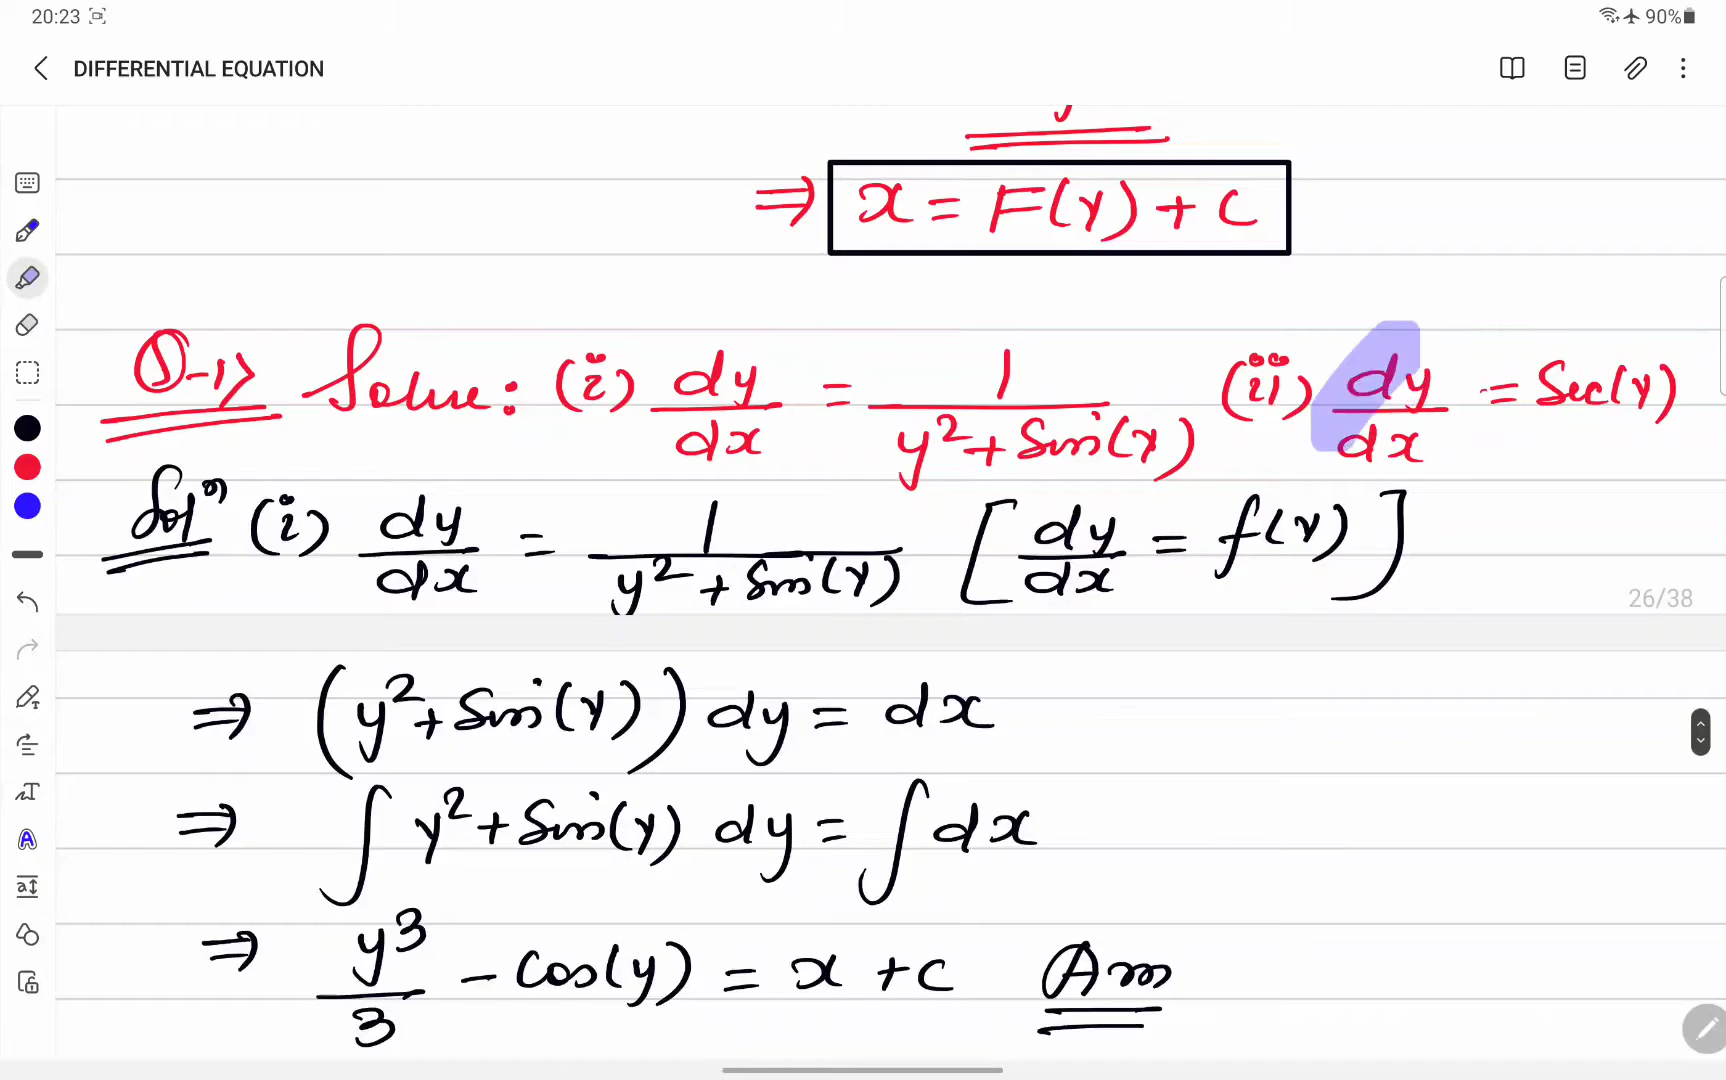 20:23 90%
DIFFERENTIAL EQUATION
⇒ x = F(y) + c
Q-1> Solve: (i) dy/dx = 1/(y² + Sin(y)) (ii) dy/dx = Sec(y)
Solⁿ (i) dy/dx = 1/(y² + Sin(y)) [dy/dx = f(y)]
26/38
⇒ (y² + Sin(y)) dy = dx
⇒ ∫ y² + Sin(y) dy = ∫ dx
⇒ y³/3 - Cos(y) = x + c Ans